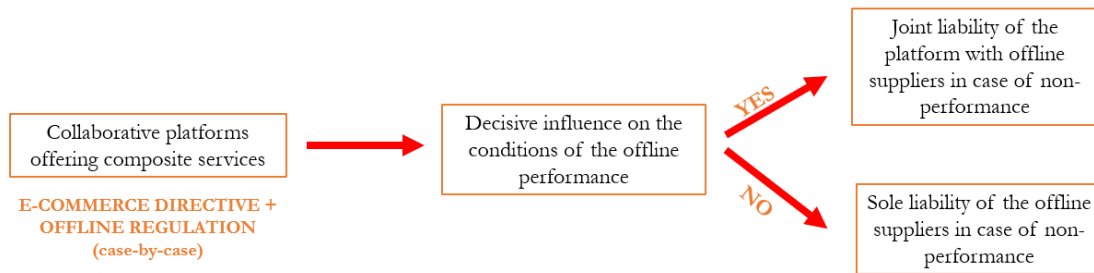 Collaborative platforms
offering composite services
E-COMMERCE DIRECTIVE +
OFFLINE REGULATION
(case-by-case)
Decisive influence on the
conditions of the offline
performance
YES
NO
Joint liability of the
platform with offline
suppliers in case of non-
performance
Sole liability of the offline
suppliers in case of non-
performance